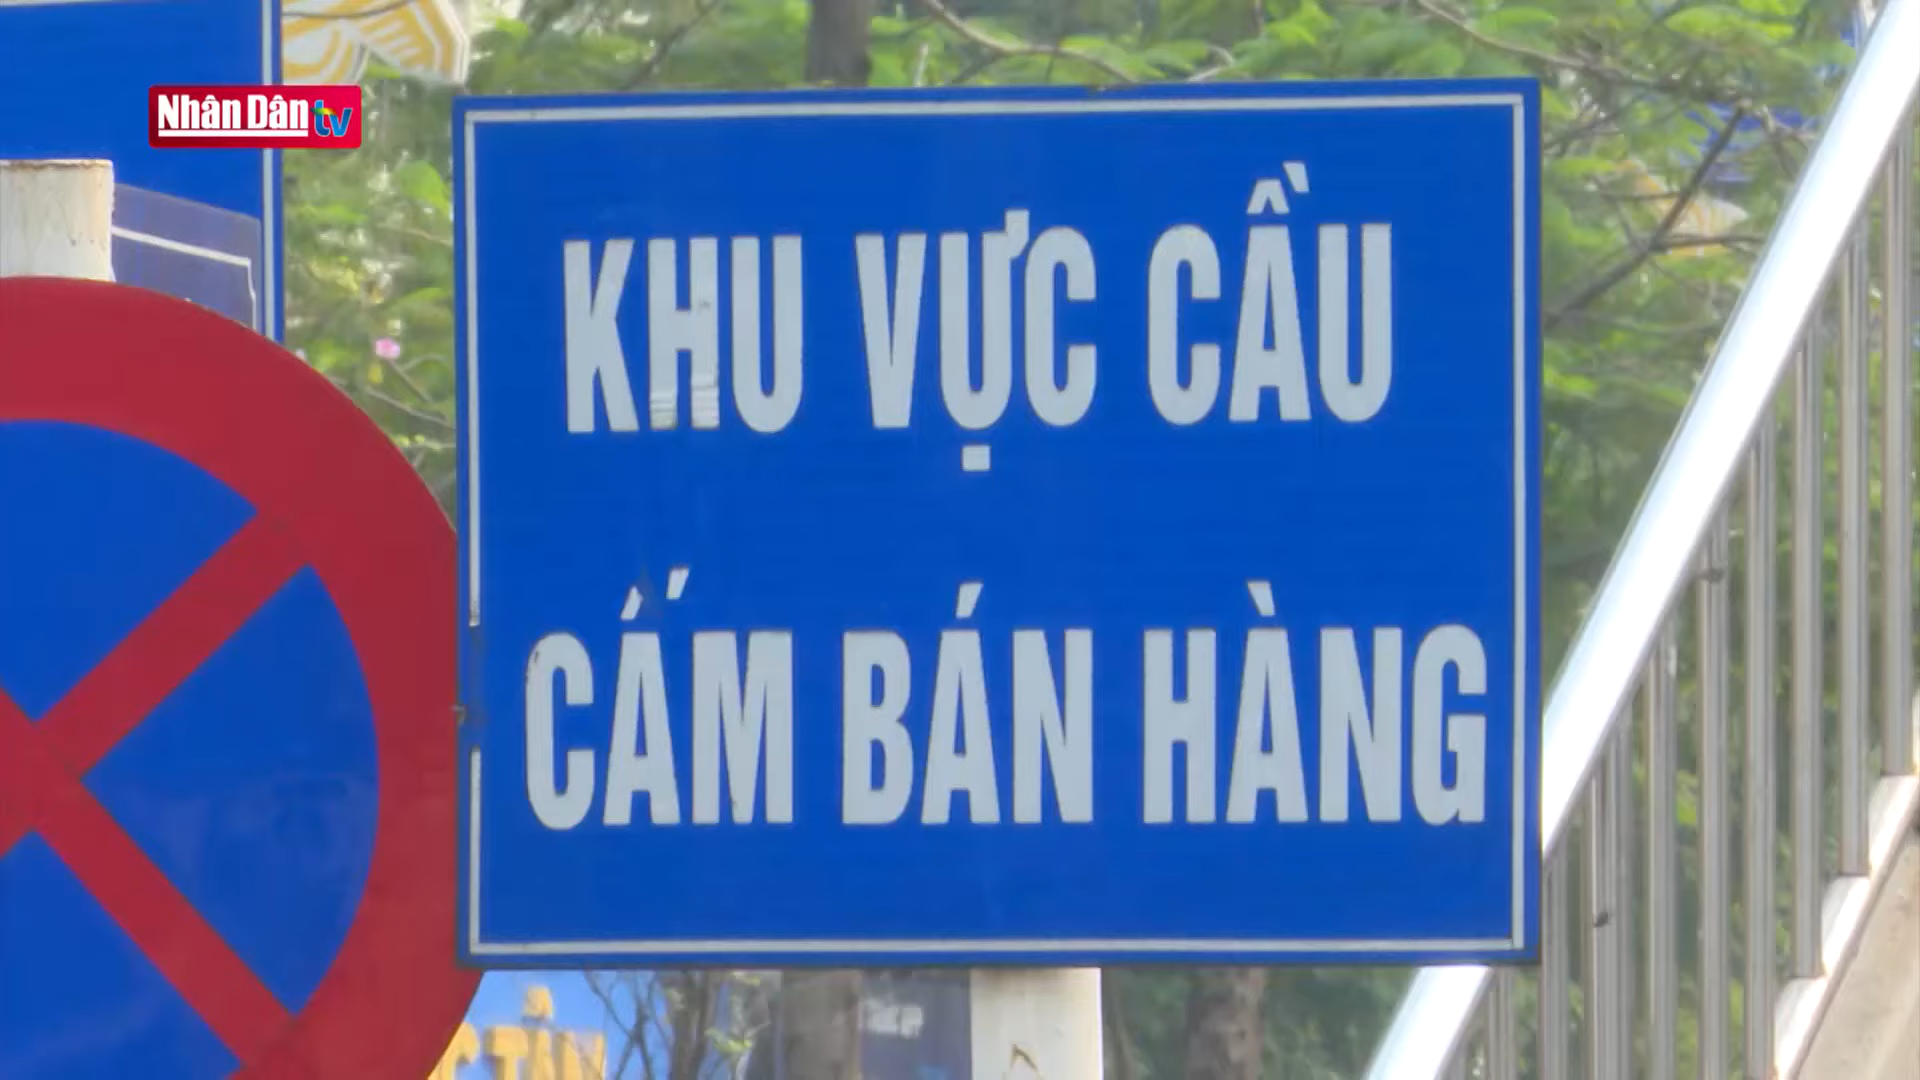 Nhân Dân tv
KHU VỰC CẦU
CẤM BÁN HÀNG